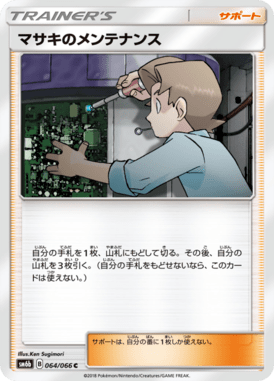 TRAINER'S
サポート
マサキのメンテナンス
自分の手札を1枚、山札にもどして切る。その後、自分の
山札を3枚引く。(自分の手札をもどせないなら、このカー
ドは使えない。)
Illus.Ken Sugimori
サポートは、自分の番に1枚しか使えない。
sm6b 064/066 C
©2018 Pokémon/Nintendo/Creatures/GAME FREAK.